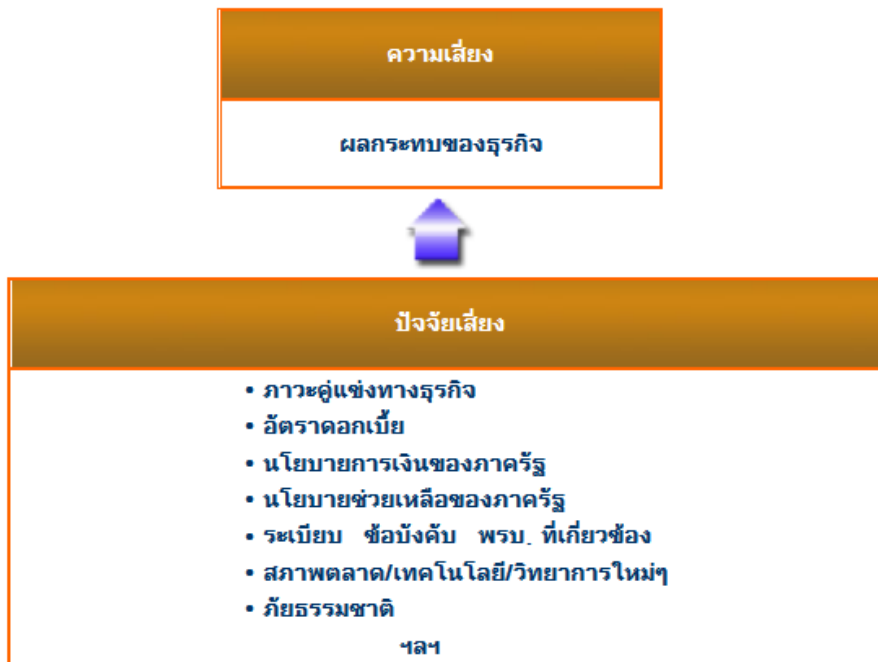 ความเสี่ยง
ผลกระทบของธุรกิจ
ปัจจัยเสี่ยง
• ภาวะคู่แข่งทางธุรกิจ
• อัตราดอกเบี้ย
• นโยบายการเงินของภาครัฐ
• นโยบายช่วยเหลือของภาครัฐ
• ระเบียบ ข้อบังคับ พรบ. ที่เกี่ยวข้อง
• สภาพตลาด/เทคโนโลยี/วิทยาการใหม่ๆ
• ภัยธรรมชาติ
ฯลฯ